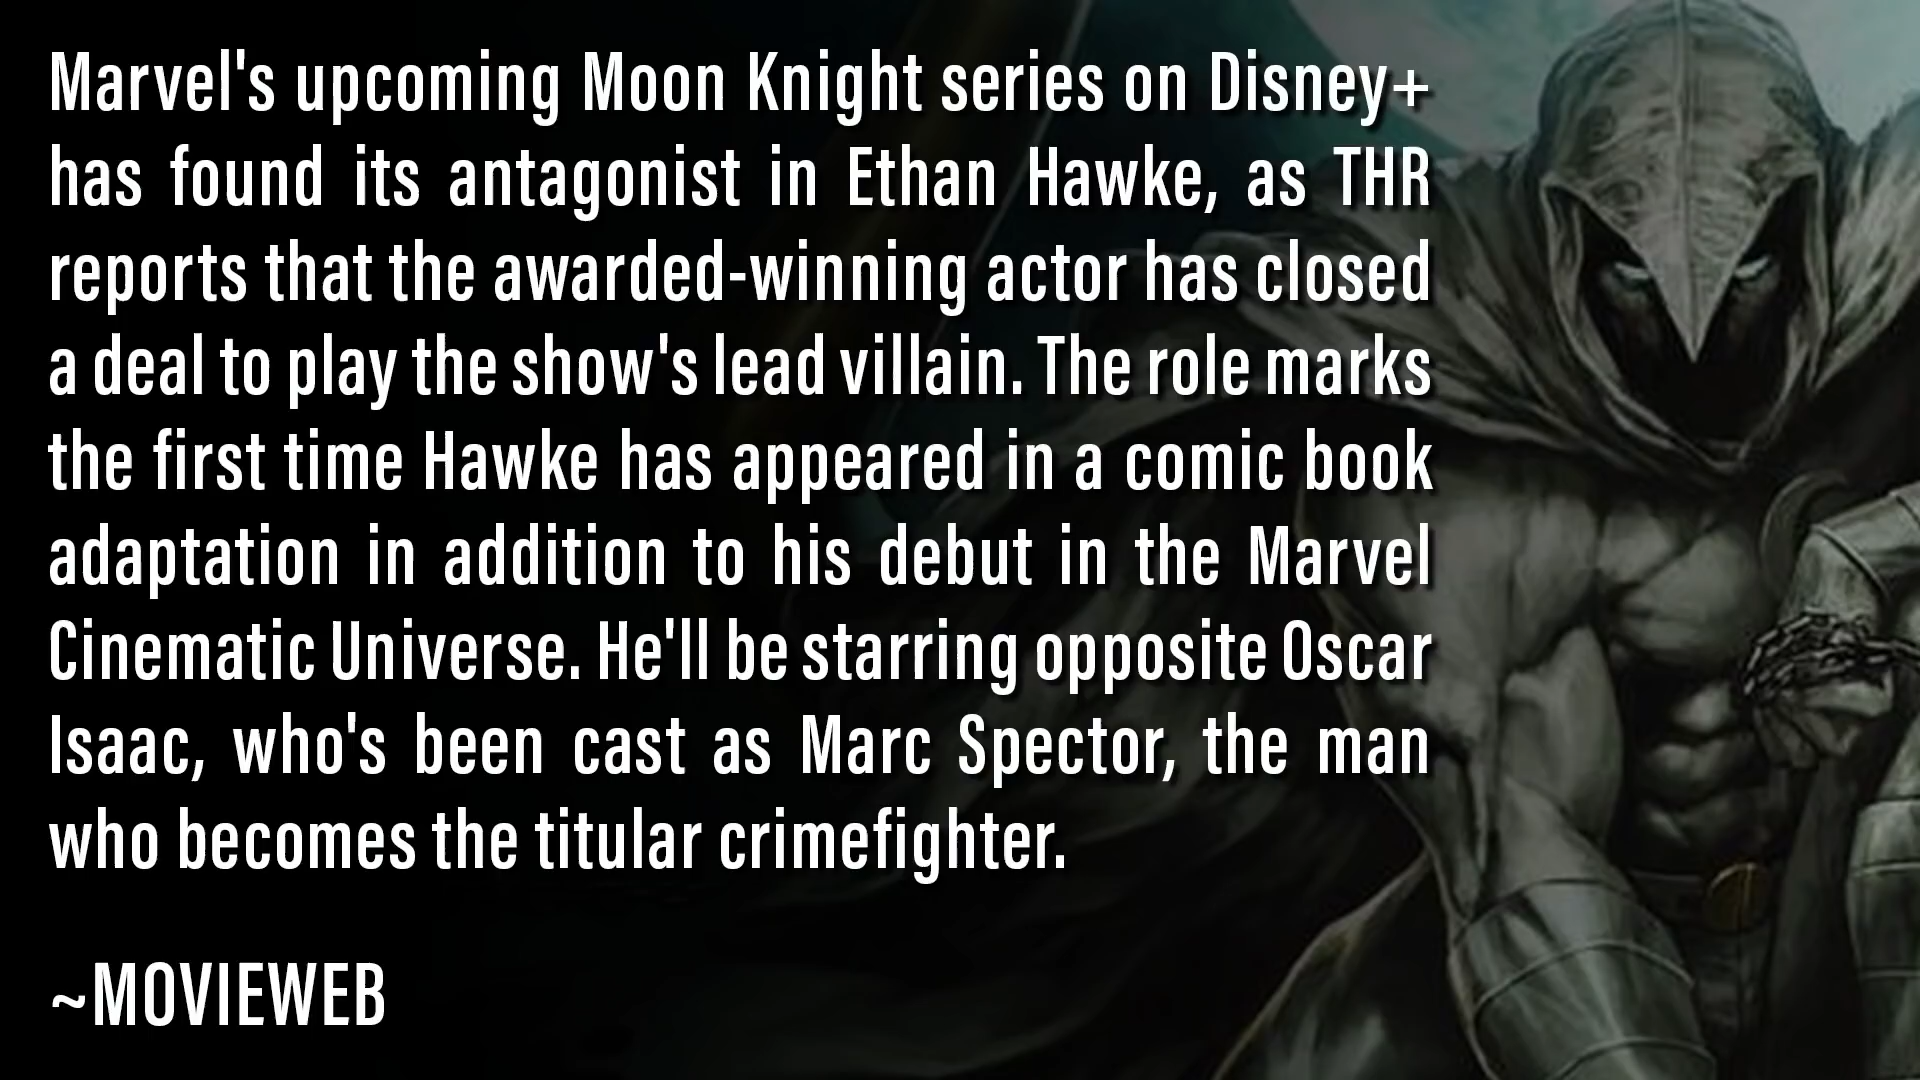 Marvel's upcoming Moon Knight series on Disney+
has found its antagonist in Ethan Hawke, as THR
reports that the awarded-winning actor has closed
a deal to play the show's lead villain. The role marks
the first time Hawke has appeared in a comic book
adaptation in addition to his debut in the Marvel
Cinematic Universe. He'll be starring opposite Oscar
Isaac, who's been cast as Marc Spector, the man
who becomes the titular crimefighter.
~MOVIEWEB